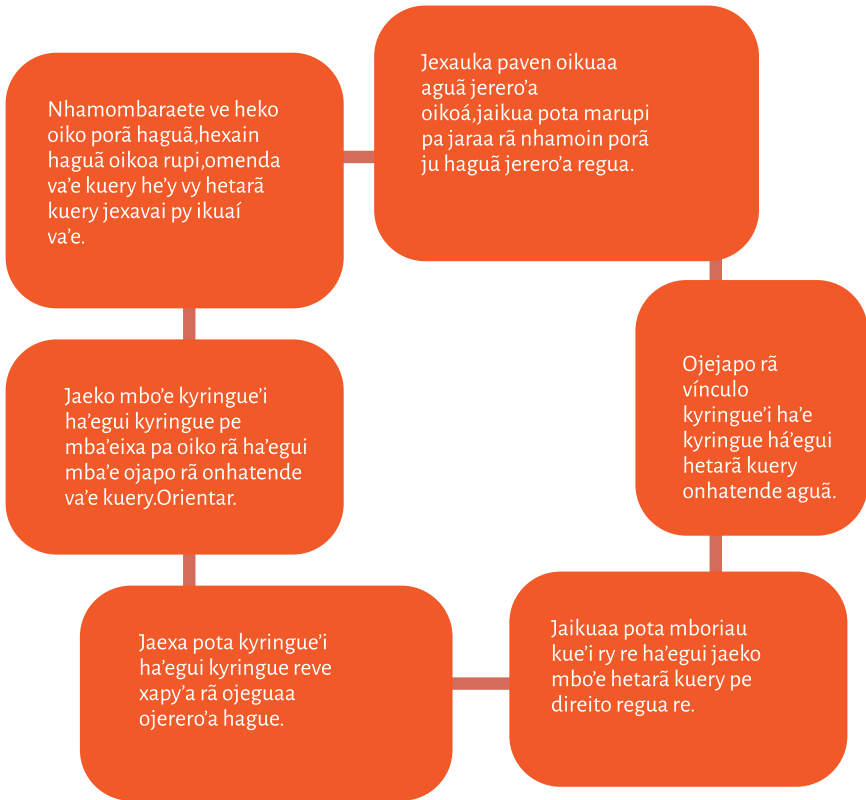 Nhamombaraete ve heko
oiko porã haguã,hexain
haguã oikoa rupi,omenda
va'e kuery he'y vy hetarã
kuery jexavai py ikuaí
va'e.
Jexauka paven oikuaa
aguã jerero'a
oikoá,jaikua pota marupi
pa jaraa rã nhamoin porã
ju haguã jerero'a regua.
Ojejapo rã
vínculo
kyringue'i ha'e
kyringue há'egui
hetarã kuery
onhatende aguã.
Jaikuaa pota mboriau
kue'i ry re ha'egui jaeko
mbo'e hetarã kuery pe
direito regua re.
Jaexa pota kyringue'i
ha'egui kyringue reve
xapy'a rã ojeguaa
ojerero'a hague.
Jaeko mbo'e kyringue'i
ha'egui kyringue pe
mba'eixa pa oiko rã ha'egui
mba'e ojapo rã onhatende
va'e kuery.Orientar.